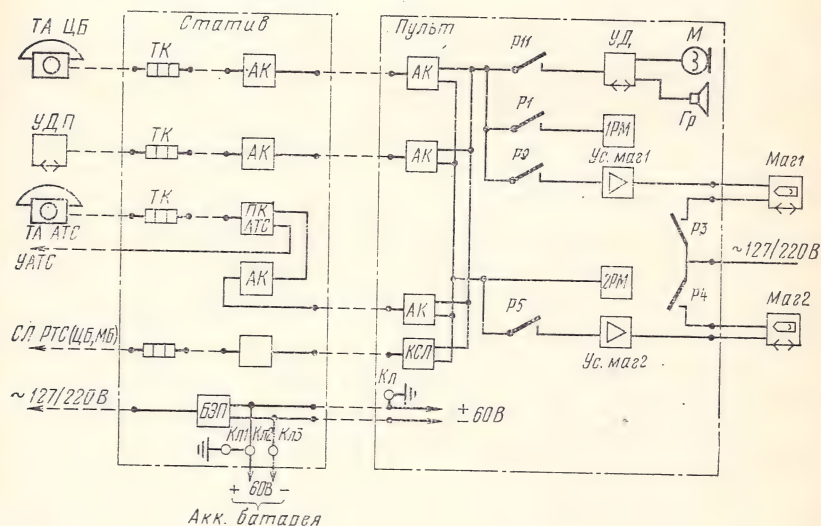 ТА ЦБ
Статив
Пульт
ТК
АК
АК
Р11
УД
М
Гр
УДП
ТК
АК
АК
Р1
1РМ
Р9
Ус. маг1
Маг1
ТА АТС
ТК
ПК АТС
УАТС
АК
АК
Р3
~127/220В
Р4
2РМ
Р5
Ус. маг2
Маг2
СЛ РТС (ЦБ, МБ)
КСЛ
~127/220В
БЭП
Кл
+
– 60В
Кл1
Кл2
Кл3
+ 60В –
Акк. батарея